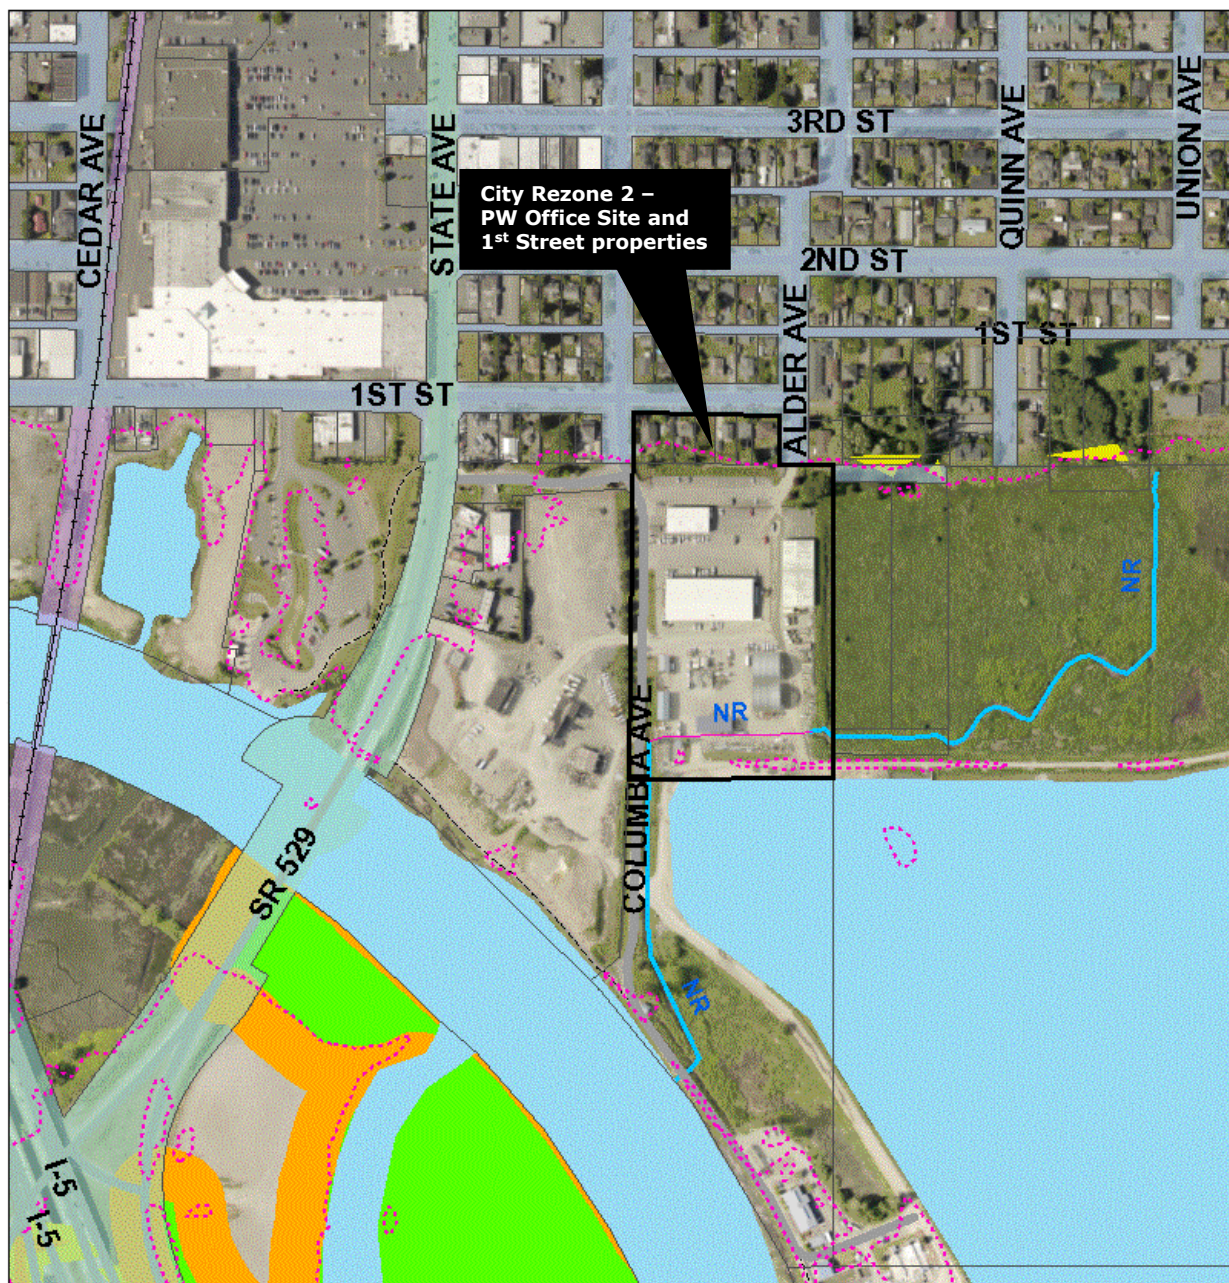 3RD ST
CEDAR AVE
STATE AVE
QUINN AVE
UNION AVE
City Rezone 2 –
PW Office Site and
1st Street properties
2ND ST
1ST ST
1ST ST
ALDER AVE
NR
NR
COLUMBIA AVE
SR 529
NR
I-5
I-5